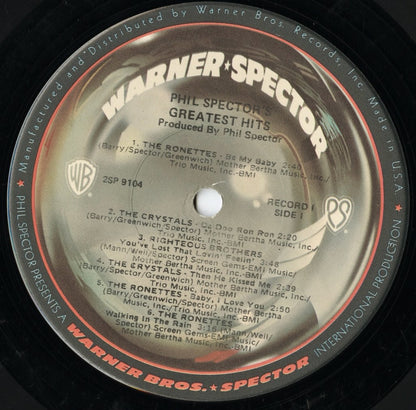 Manufactured and Distributed by Warner Bros. Records, Inc. Made in U.S.A.
WARNER★SPECTOR
PHIL SPECTOR'S
GREATEST HITS
Produced By Phil Spector
1. THE RONETTES - Be My Baby 2:40
(Barry/Spector/Greenwich) Mother Bertha Music, Inc./
Trio Music, Inc.-BMI
WB
2SP 9104
RECORD I
SIDE I
PS
2. THE CRYSTALS - Da Doo Ron Ron 2:20
(Barry/Greenwich/Spector) Mother Bertha Music, Inc./
Trio Music, Inc.-BMI
3. RIGHTEOUS BROTHERS
You've Lost That Lovin' Feelin' 3:48
(Mann/Weil/Spector) Screen Gems-EMI Music/
Mother Bertha Music, Inc.-BMI
4. THE CRYSTALS - Then He Kissed Me 2:39
(Barry/Spector/Greenwich) Mother Bertha Music, Inc./
Trio Music, Inc.-BMI
5. THE RONETTES - Baby, I Love You 2:50
(Barry/Greenwich/Spector) Mother Bertha
Music, Inc./Trio Music, Inc.-BMI
6. THE RONETTES
Walking In The Rain 3:16 (Mann/Weil/
Spector) Screen Gems-EMI Music/
Mother Bertha Music, Inc.-BMI
PHIL SPECTOR PRESENTS A WARNER BROS.★SPECTOR INTERNATIONAL PRODUCTION